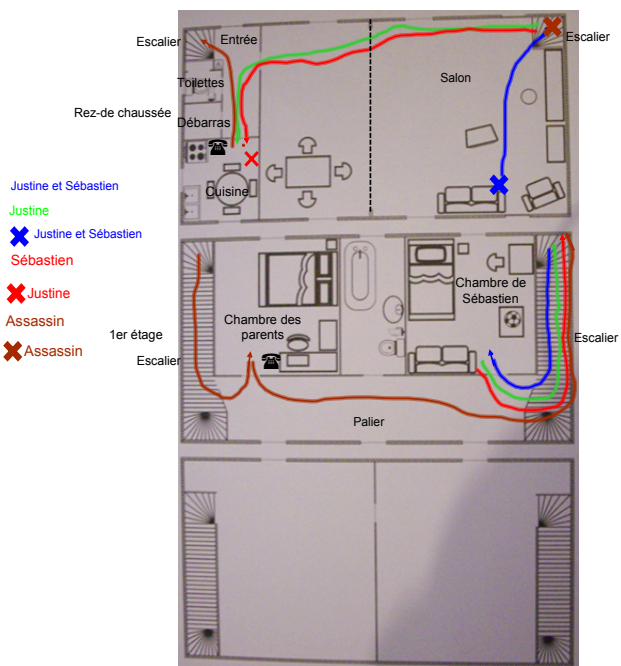 Escalier
Entrée
Escalier
Toilettes
Salon
Rez-de chaussée
Débarras
Cuisine
Justine et Sébastien
Justine
Justine et Sébastien
Sébastien
Justine
Assassin
Assassin
Chambre de
Sébastien
Chambre des
parents
1er étage
Escalier
Escalier
Palier